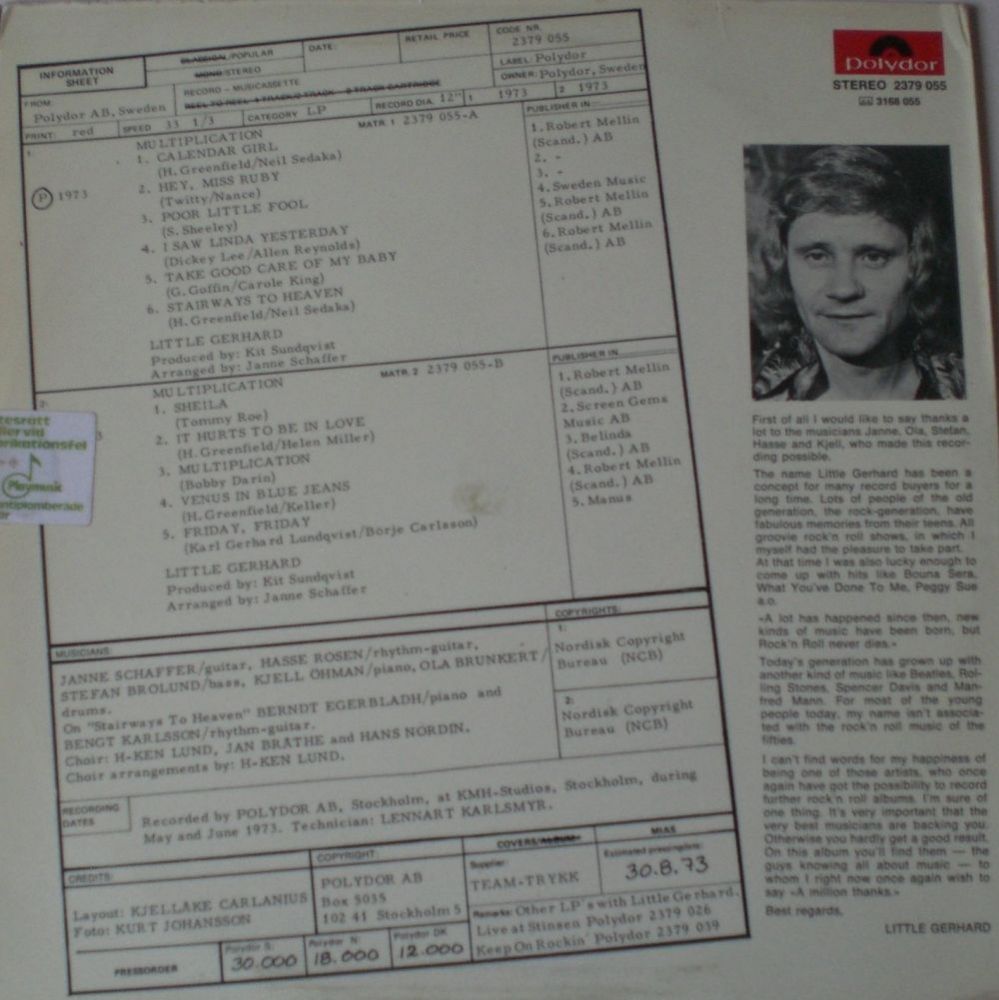 INFORMATION
SHEET
CLASSICAL/POPULAR
MONO/STEREO
DATE:
RETAIL PRICE
CODE NR.
2379 055
LABEL: Polydor
OWNER: Polydor, Sweden
FROM:
Polydor AB, Sweden
RECORD - MUSICASSETTE
REEL TO REEL 4 TRACK/2 TRACK - 8 TRACK CARTRIDGE
PRINT: red
SPEED 33 1/3
CATEGORY LP
RECORD DIA. 12"
1 1973
2 1973
1:
MULTIPLICATION
MATR. 1 2379 055-A
PUBLISHER IN
P 1973
1. CALENDAR GIRL
(H. Greenfield/Neil Sedaka)
2. HEY, MISS RUBY
(Twitty/Nance)
3. POOR LITTLE FOOL
(S. Sheeley)
4. I SAW LINDA YESTERDAY
(Dickey Lee/Allen Reynolds)
5. TAKE GOOD CARE OF MY BABY
(G. Goffin/Carole King)
6. STAIRWAYS TO HEAVEN
(H. Greenfield/Neil Sedaka)
LITTLE GERHARD
Produced by: Kit Sundqvist
Arranged by: Janne Schaffer
1. Robert Mellin
(Scand.) AB
2. -
3. -
4. Sweden Music
5. Robert Mellin
(Scand.) AB
6. Robert Mellin
(Scand.) AB
2:
MULTIPLICATION
MATR. 2 2379 055-B
PUBLISHER IN
1. SHEILA
(Tommy Roe)
2. IT HURTS TO BE IN LOVE
(H. Greenfield/Helen Miller)
3. MULTIPLICATION
(Bobby Darin)
4. VENUS IN BLUE JEANS
(H. Greenfield/Keller)
5. FRIDAY, FRIDAY
(Karl Gerhard Lundqvist/Borje Carlsson)
LITTLE GERHARD
Produced by: Kit Sundqvist
Arranged by: Janne Schaffer
1. Robert Mellin
(Scand.) AB
2. Screen Gems
Music AB
3. Belinda
(Scand.) AB
4. Robert Mellin
(Scand.) AB
5. Manus
3
tesrätt
ller vid
brikationsfel
Playmusik
antiplomberade
är
MUSICIANS:
JANNE SCHAFFER/guitar, HASSE ROSEN/rhythm-guitar,
STEFAN BROLUND/bass, KJELL OHMAN/piano, OLA BRUNKERT/
drums.
On "Stairways To Heaven" BERNDT EGERBLADH/piano and
BENGT KARLSSON/rhythm-guitar.
Choir: H-KEN LUND, JAN BRATHE and HANS NORDIN.
Choir arrangements by: H-KEN LUND.
COPYRIGHTS:
1:
Nordisk Copyright
Bureau (NCB)
2:
Nordisk Copyright
Bureau (NCB)
RECORDING
DATES
Recorded by POLYDOR AB, Stockholm, at KMH-Studios, Stockholm, during
May and June 1973. Technician: LENNART KARLSMYR.
CREDITS:
Layout: KJELLAKE CARLANIUS
Foto: KURT JOHANSSON
COPYRIGHT:
POLYDOR AB
Box 5035
102 41 Stockholm 5
COVERS/ALBUM
Supplier:
TEAM-TRYKK
MIAS
Estimated
30.8.73
Remarks: Other LP's with Little Gerhard.
Live at Stinsen Polydor 2379 026
Keep On Rockin' Polydor 2379 039
PRESSORDER
Polydor S:
30.000
Polydor N:
18.000
Polydor DK
12.000
Polydor
STEREO 2379 055
3168 055
First of all I would like to say thanks a
lot to the musicians Janne, Ola, Stefan,
Hasse and Kjell, who made this recor-
ding possible.
The name Little Gerhard has been a
concept for many record buyers for a
long time. Lots of people of the old
generation, the rock-generation, have
fabulous memories from their teens. All
groovie rock'n roll shows, in which I
myself had the pleasure to take part.
At that time I was also lucky enough to
come up with hits like Bouna Sera,
What You've Done To Me, Peggy Sue
a.o.
«A lot has happened since then, new
kinds of music have been born, but
Rock'n Roll never dies.»
Today's generation has grown up with
another kind of music like Beatles, Rol-
ling Stones, Spencer Davis and Man-
fred Mann. For most of the young
people today, my name isn't associa-
ted with the rock'n roll music of the
fifties.
I can't find words for my happiness of
being one of those artists, who once
again have got the possibility to record
further rock'n roll albums. I'm sure of
one thing. It's very important that the
very best musicians are backing you.
Otherwise you hardly get a good result.
On this album you'll find them — the
guys knowing all about music — to
whom I right now once again wish to
say «A million thanks.»
Best regards,
LITTLE GERHARD